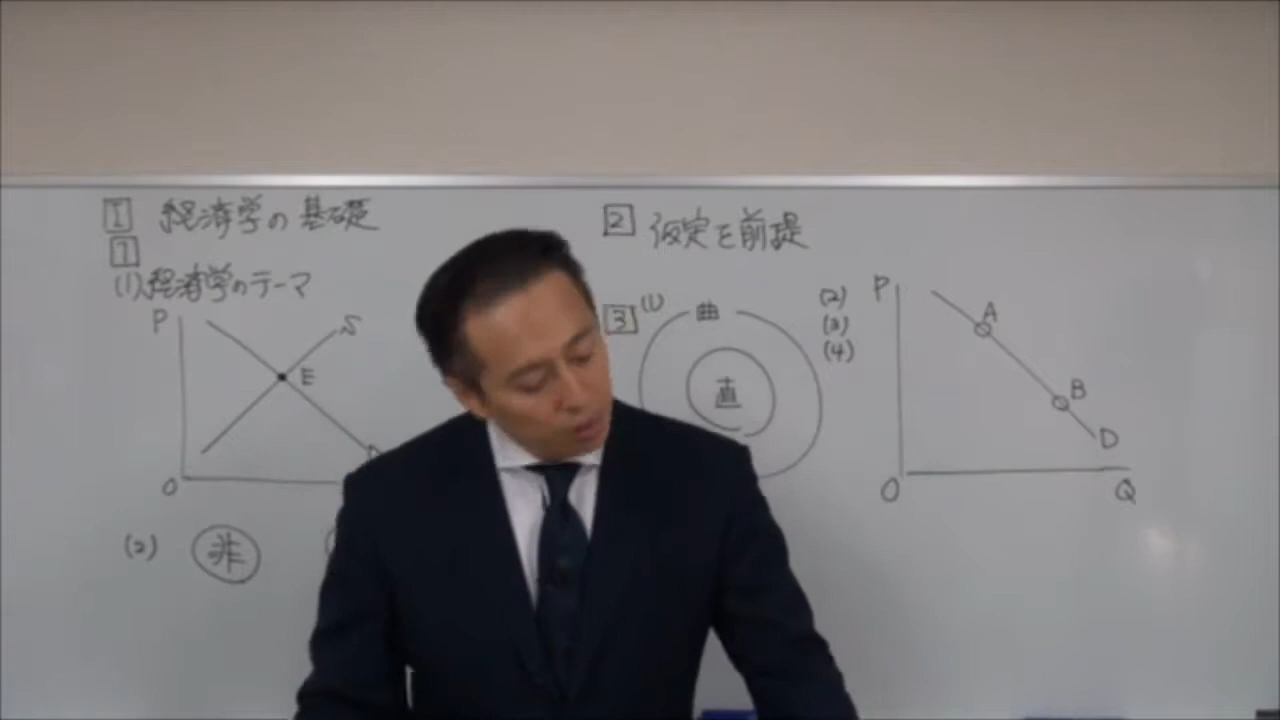 1 経済学の基礎
1
(1)経済学のテーマ
P
S
E
D
O
(2) 非
2 仮定を前提
3 (1) 曲
直
(2)
(3)
(4)
P
A
B
D
O
Q